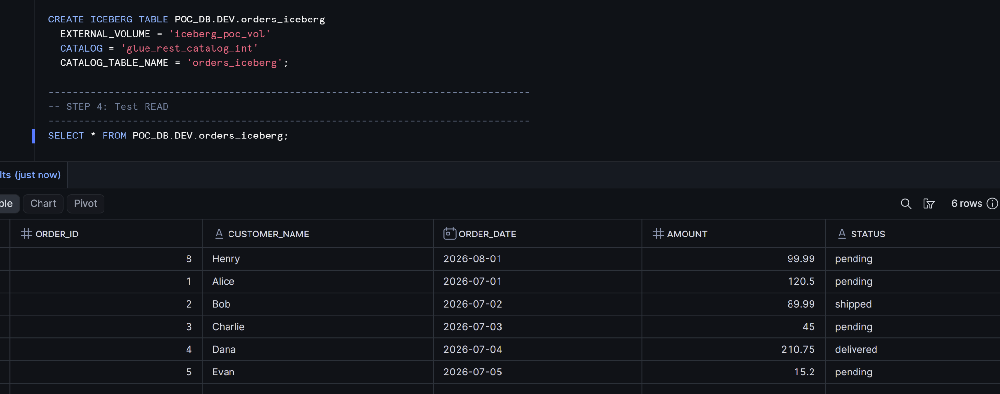 CREATE ICEBERG TABLE POC_DB.DEV.orders_iceberg
EXTERNAL_VOLUME = 'iceberg_poc_vol'
CATALOG = 'glue_rest_catalog_int'
CATALOG_TABLE_NAME = 'orders_iceberg';
--------------------------------------------------------------------------------
-- STEP 4: Test READ
--------------------------------------------------------------------------------
SELECT * FROM POC_DB.DEV.orders_iceberg;
lts (just now)
ble Chart Pivot 6 rows
ORDER_ID CUSTOMER_NAME ORDER_DATE AMOUNT STATUS
8 Henry 2026-08-01 99.99 pending
1 Alice 2026-07-01 120.5 pending
2 Bob 2026-07-02 89.99 shipped
3 Charlie 2026-07-03 45 pending
4 Dana 2026-07-04 210.75 delivered
5 Evan 2026-07-05 15.2 pending